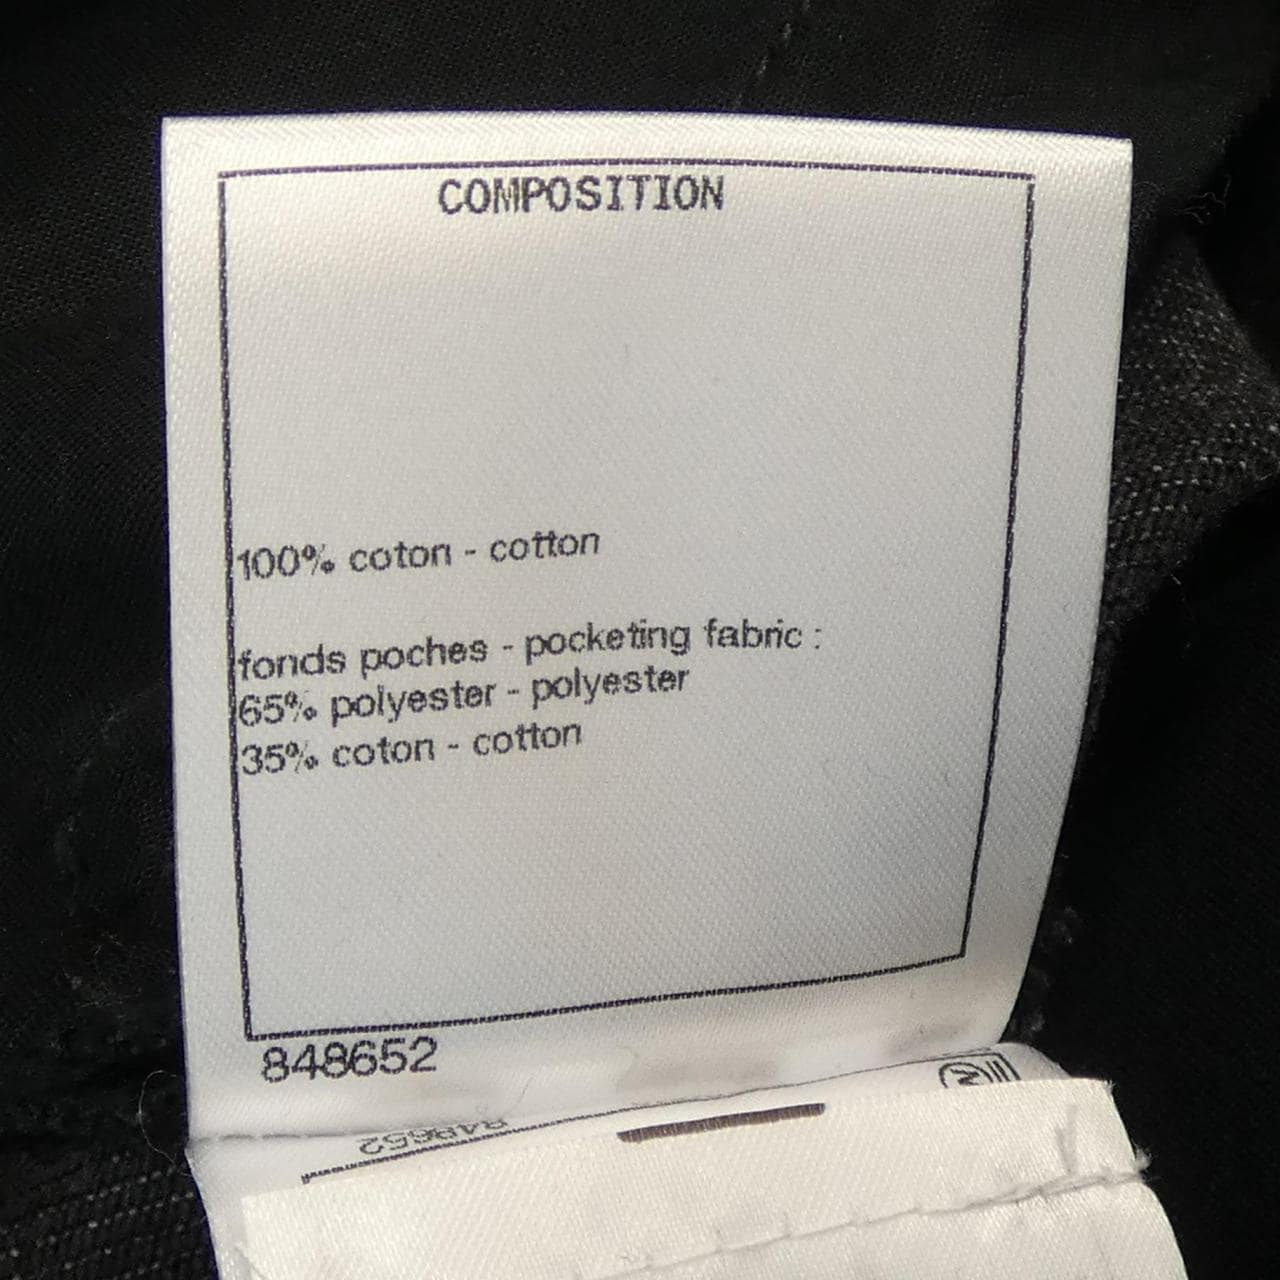 COMPOSITION
100% coton - cotton
fonds poches - pocketing fabric :
65% polyester - polyester
35% coton - cotton
848652
848652